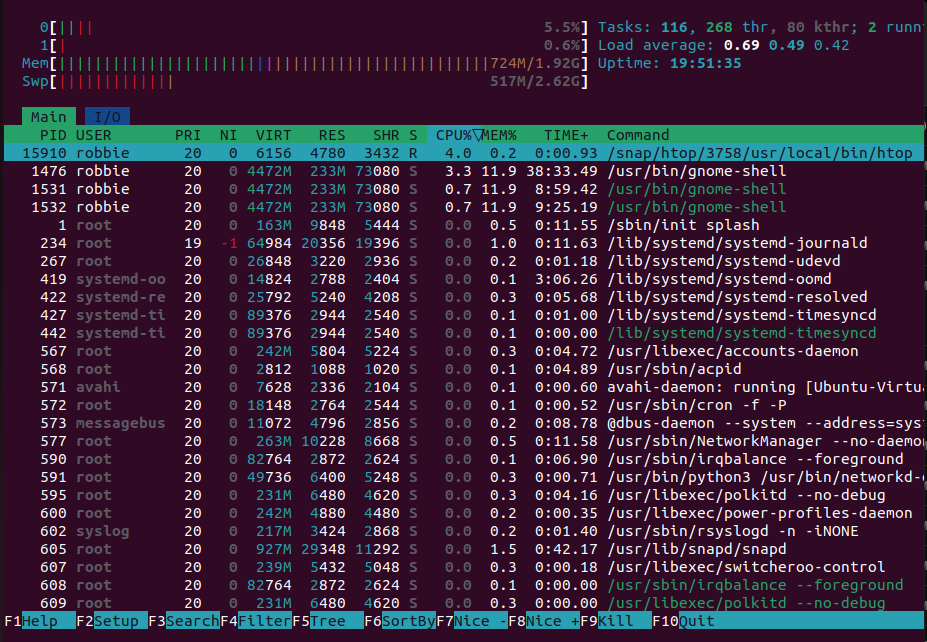 0[|||| 5.5%] Tasks: 116, 268 thr, 80 kthr; 2 runn
1[| 0.6%] Load average: 0.69 0.49 0.42
Mem[||||||||||||||||||||||||||||||||||||||||||||||||724M/1.92G] Uptime: 19:51:35
Swp[||||||||||||| 517M/2.62G]
Main I/O
PID USER PRI NI VIRT RES SHR S CPU%▽MEM% TIME+ Command
15910 robbie 20 0 6156 4780 3432 R 4.0 0.2 0:00.93 /snap/htop/3758/usr/local/bin/htop
1476 robbie 20 0 4472M 233M 73080 S 3.3 11.9 38:33.49 /usr/bin/gnome-shell
1531 robbie 20 0 4472M 233M 73080 S 0.7 11.9 8:59.42 /usr/bin/gnome-shell
1532 robbie 20 0 4472M 233M 73080 S 0.7 11.9 9:25.19 /usr/bin/gnome-shell
1 root 20 0 163M 9848 5444 S 0.0 0.5 0:11.55 /sbin/init splash
234 root 19 -1 64984 20356 19396 S 0.0 1.0 0:11.63 /lib/systemd/systemd-journald
267 root 20 0 26848 3220 2936 S 0.0 0.2 0:01.18 /lib/systemd/systemd-udevd
419 systemd-oo 20 0 14824 2788 2404 S 0.0 0.1 3:06.26 /lib/systemd/systemd-oomd
422 systemd-re 20 0 25792 5240 4208 S 0.0 0.3 0:05.68 /lib/systemd/systemd-resolved
427 systemd-ti 20 0 89376 2944 2540 S 0.0 0.1 0:01.00 /lib/systemd/systemd-timesyncd
442 systemd-ti 20 0 89376 2944 2540 S 0.0 0.1 0:00.00 /lib/systemd/systemd-timesyncd
567 root 20 0 242M 5804 5224 S 0.0 0.3 0:04.72 /usr/libexec/accounts-daemon
568 root 20 0 2812 1088 1020 S 0.0 0.1 0:04.89 /usr/sbin/acpid
571 avahi 20 0 7628 2336 2104 S 0.0 0.1 0:00.60 avahi-daemon: running [Ubuntu-Virtua
572 root 20 0 18148 2764 2544 S 0.0 0.1 0:00.52 /usr/sbin/cron -f -P
573 messagebus 20 0 11072 4796 2856 S 0.0 0.2 0:08.78 @dbus-daemon --system --address=syst
577 root 20 0 263M 10228 8668 S 0.0 0.5 0:11.58 /usr/sbin/NetworkManager --no-daemon
590 root 20 0 82764 2872 2624 S 0.0 0.1 0:06.90 /usr/sbin/irqbalance --foreground
591 root 20 0 49736 6400 5248 S 0.0 0.3 0:00.71 /usr/bin/python3 /usr/bin/networkd-d
595 root 20 0 231M 6480 4620 S 0.0 0.3 0:04.16 /usr/libexec/polkitd --no-debug
600 root 20 0 242M 4880 4480 S 0.0 0.2 0:00.35 /usr/libexec/power-profiles-daemon
602 syslog 20 0 217M 3424 2868 S 0.0 0.2 0:01.40 /usr/sbin/rsyslogd -n -iNONE
605 root 20 0 927M 29348 11292 S 0.0 1.5 0:42.17 /usr/lib/snapd/snapd
607 root 20 0 239M 5432 5048 S 0.0 0.3 0:00.18 /usr/libexec/switcheroo-control
608 root 20 0 82764 2872 2624 S 0.0 0.1 0:00.00 /usr/sbin/irqbalance --foreground
609 root 20 0 231M 6480 4620 S 0.0 0.3 0:00.00 /usr/libexec/polkitd --no-debug
F1Help F2Setup F3SearchF4FilterF5Tree F6SortByF7Nice -F8Nice +F9Kill F10Quit